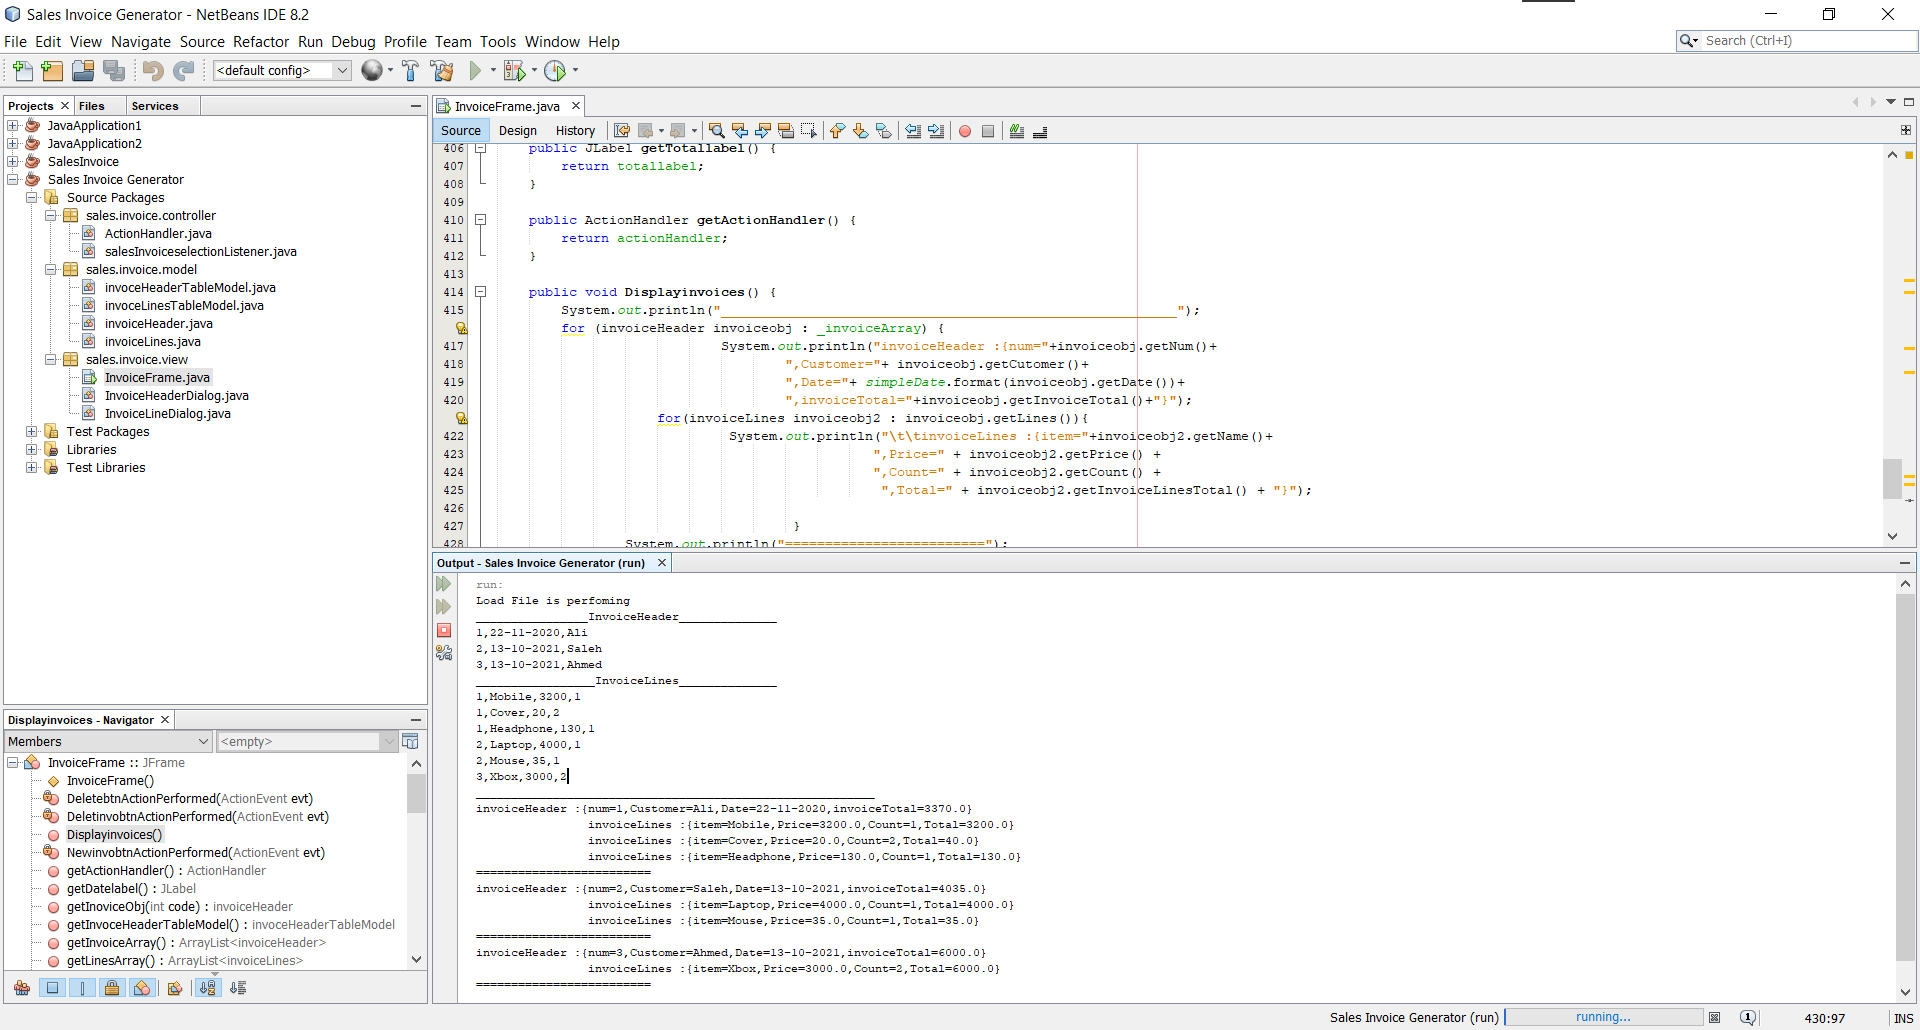 Sales Invoice Generator - NetBeans IDE 8.2
File Edit View Navigate Source Refactor Run Debug Profile Team Tools Window Help
Search (Ctrl+I)
<default config>
Projects Files Services
JavaApplication1
JavaApplication2
SalesInvoice
Sales Invoice Generator
Source Packages
sales.invoice.controller
ActionHandler.java
salesInvoiceselectionListener.java
sales.invoice.model
invoceHeaderTableModel.java
invoceLinesTableModel.java
invoiceHeader.java
invoiceLines.java
sales.invoice.view
InvoiceFrame.java
InvoiceHeaderDialog.java
InvoiceLineDialog.java
Test Packages
Libraries
Test Libraries
Displayinvoices - Navigator
Members <empty>
InvoiceFrame :: JFrame
InvoiceFrame()
DeletebtnActionPerformed(ActionEvent evt)
DeletinvobtnActionPerformed(ActionEvent evt)
Displayinvoices()
NewinvobtnActionPerformed(ActionEvent evt)
getActionHandler() : ActionHandler
getDatelabel() : JLabel
getInoviceObj(int code) : invoiceHeader
getInvoceHeaderTableModel() : invoceHeaderTableModel
getInvoiceArray() : ArrayList<invoiceHeader>
getLinesArray() : ArrayList<invoiceLines>
InvoiceFrame.java
Source Design History
406 public JLabel getTotallabel() {
407 return totallabel;
408 }
409
410 public ActionHandler getActionHandler() {
411 return actionHandler;
412 }
413
414 public void Displayinvoices() {
415 System.out.println("_________________________________________________________");
for (invoiceHeader invoiceobj : _invoiceArray) {
417 System.out.println("invoiceHeader :{num="+invoiceobj.getNum()+
418 ",Customer="+ invoiceobj.getCutomer()+
419 ",Date="+ simpleDate.format(invoiceobj.getDate())+
420 ",invoiceTotal="+invoiceobj.getInvoiceTotal()+"}");
for(invoiceLines invoiceobj2 : invoiceobj.getLines()){
422 System.out.println("\t\tinvoiceLines :{item="+invoiceobj2.getName()+
423 ",Price=" + invoiceobj2.getPrice() +
424 ",Count=" + invoiceobj2.getCount() +
425 ",Total=" + invoiceobj2.getInvoiceLinesTotal() + "}");
426
427 }
428 System.out.println("=========================");
Output - Sales Invoice Generator (run)
run:
Load File is perfoming
________________InvoiceHeader______________
1,22-11-2020,Ali
2,13-10-2021,Saleh
3,13-10-2021,Ahmed
_________________InvoiceLines______________
1,Mobile,3200,1
1,Cover,20,2
1,Headphone,130,1
2,Laptop,4000,1
2,Mouse,35,1
3,Xbox,3000,2
_________________________________________________________
invoiceHeader :{num=1,Customer=Ali,Date=22-11-2020,invoiceTotal=3370.0}
invoiceLines :{item=Mobile,Price=3200.0,Count=1,Total=3200.0}
invoiceLines :{item=Cover,Price=20.0,Count=2,Total=40.0}
invoiceLines :{item=Headphone,Price=130.0,Count=1,Total=130.0}
=========================
invoiceHeader :{num=2,Customer=Saleh,Date=13-10-2021,invoiceTotal=4035.0}
invoiceLines :{item=Laptop,Price=4000.0,Count=1,Total=4000.0}
invoiceLines :{item=Mouse,Price=35.0,Count=1,Total=35.0}
=========================
invoiceHeader :{num=3,Customer=Ahmed,Date=13-10-2021,invoiceTotal=6000.0}
invoiceLines :{item=Xbox,Price=3000.0,Count=2,Total=6000.0}
=========================
Sales Invoice Generator (run) running... 430:97 INS